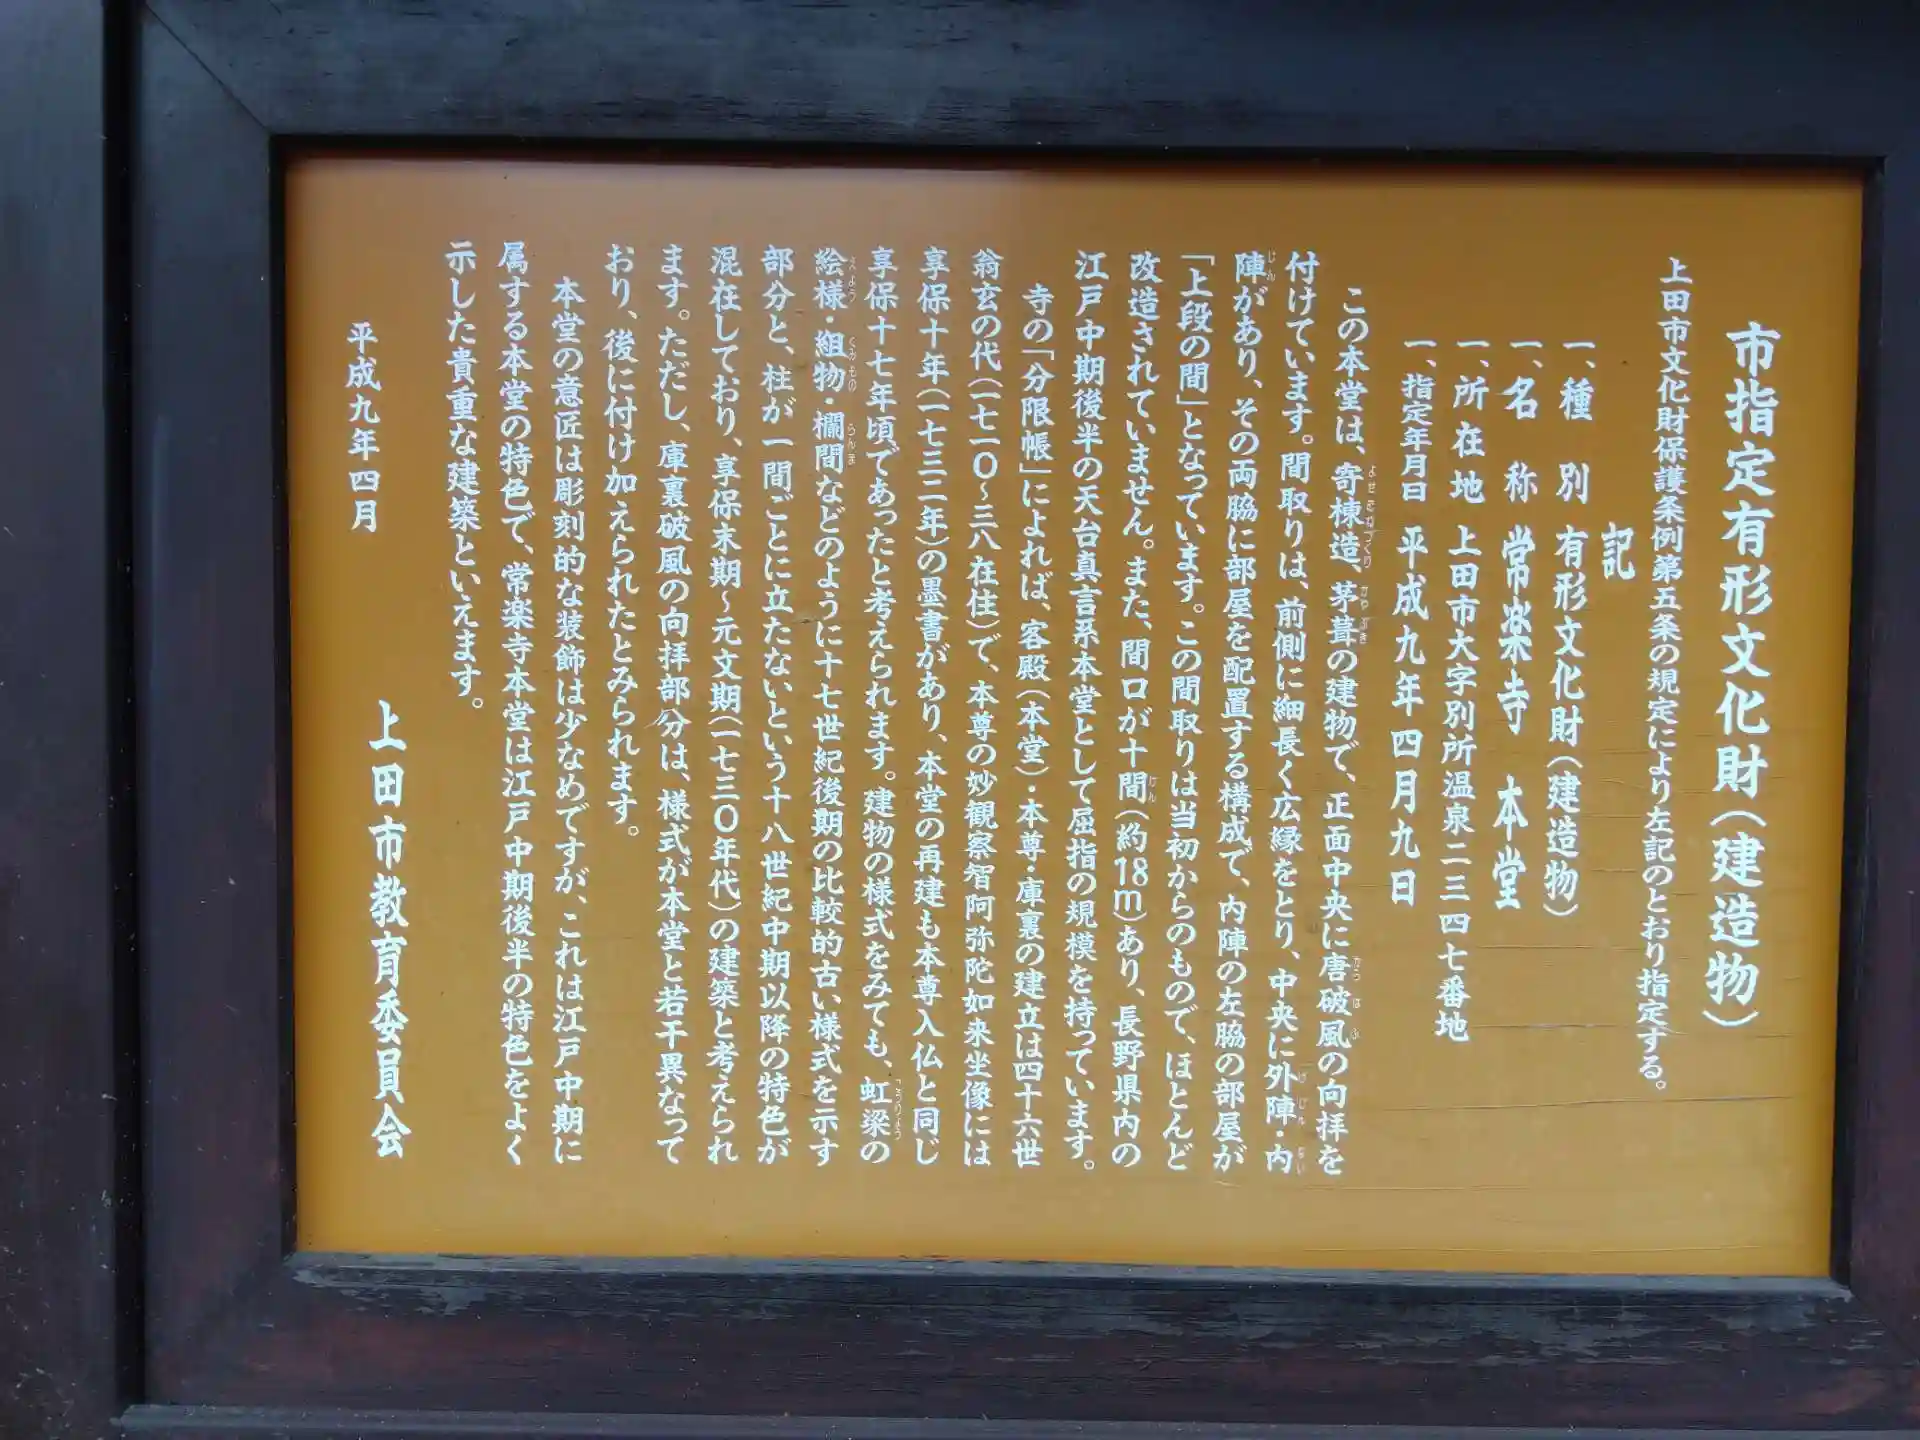 市指定有形文化財(建造物)
上田市文化財保護条例第五条の規定により左記のとおり指定する。
記
一、種別 有形文化財(建造物)
一、名称 常楽寺 本堂
一、所在地 上田市大字別所温泉二三四七番地
一、指定年月日 平成九年四月九日
この本堂は、寄棟造、茅葺の建物で、正面中央に唐破風の向拝を
付けています。間取りは、前側に細長く広縁をとり、中央に外陣・内
陣があり、その両脇に部屋を配置する構成で、内陣の左脇の部屋が
「上段の間」となっています。この間取りは当初からのもので、ほとんど
改造されていません。また、間口が十間(約18m)あり、長野県内の
江戸中期後半の天台真言系本堂として屈指の規模を持っています。
寺の「分限帳」によれば、客殿(本堂)・本尊・庫裏の建立は四十六世
翁玄の代(一七一〇〜三八在住)で、本尊の妙観察智阿弥陀如来坐像には
享保十年(一七三二年)の墨書があり、本堂の再建も本尊入仏と同じ
享保十七年頃であったと考えられます。建物の様式をみても、虹梁の
絵様・組物・欄間などのように十七世紀後期の比較的古い様式を示す
部分と、柱が一間ごとに立たないという十八世紀中期以降の特色が
混在しており、享保末期〜元文期(一七三〇年代)の建築と考えられ
ます。ただし、庫裏破風の向拝部分は、様式が本堂と若干異なって
おり、後に付け加えられたとみられます。
本堂の意匠は彫刻的な装飾は少なめですが、これは江戸中期に
属する本堂の特色で、常楽寺本堂は江戸中期後半の特色をよく
示した貴重な建築といえます。
平成九年四月
上田市教育委員会